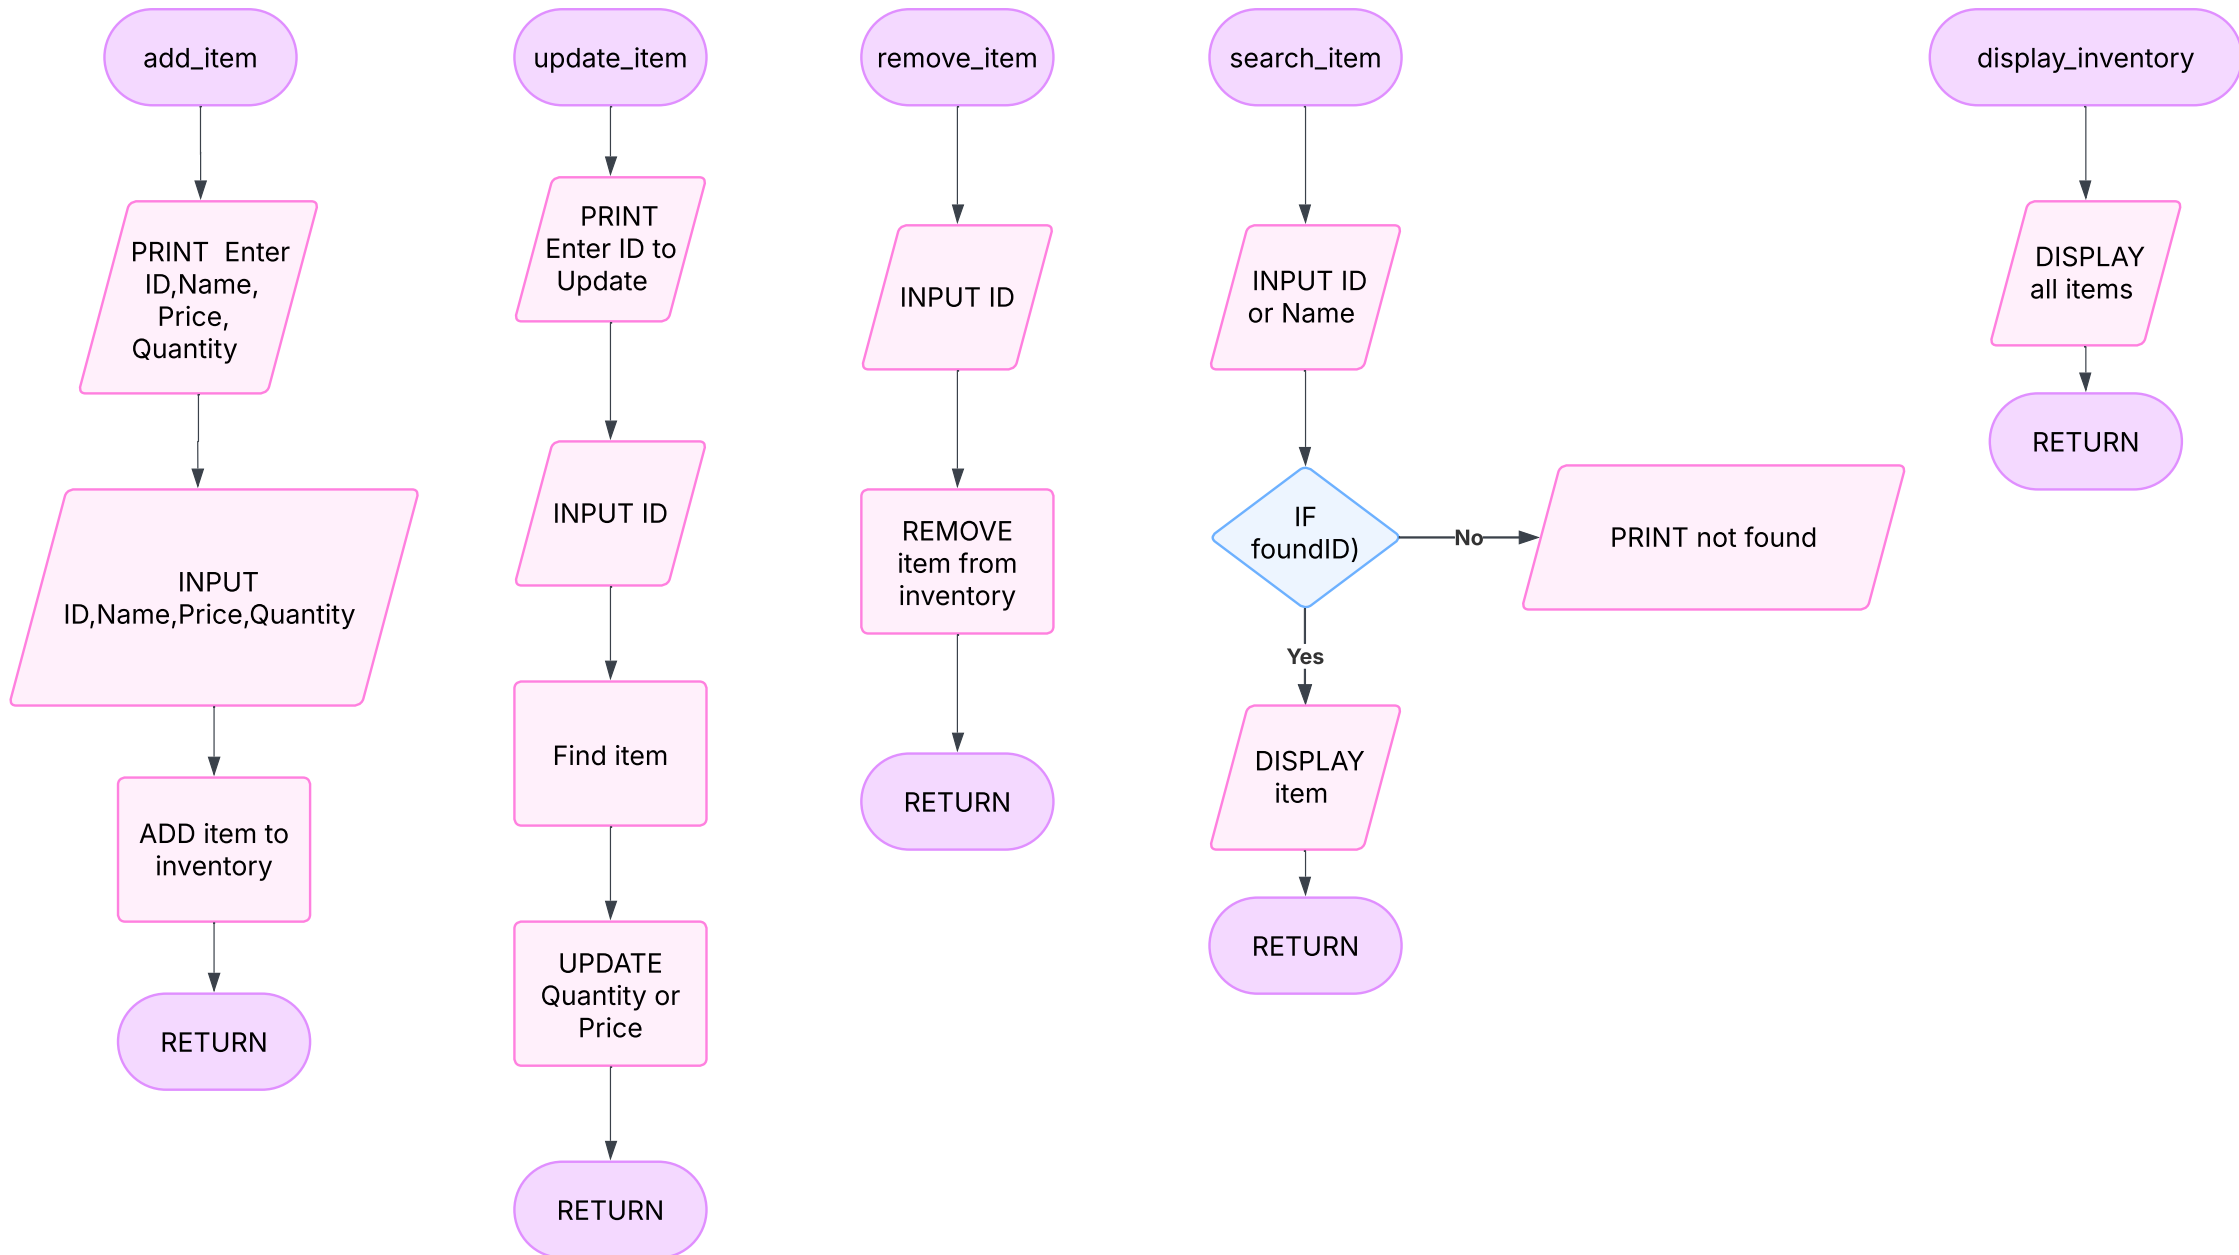 add_item
PRINT  Enter
ID,Name,
Price,
Quantity
INPUT
ID,Name,Price,Quantity
ADD item to
inventory
RETURN
update_item
PRINT
Enter ID to
Update
INPUT ID
Find item
UPDATE
Quantity or
Price
RETURN
remove_item
INPUT ID
REMOVE
item from
inventory
RETURN
search_item
INPUT ID
or Name
IF
foundID)
No
PRINT not found
Yes
DISPLAY
item
RETURN
display_inventory
DISPLAY
all items
RETURN